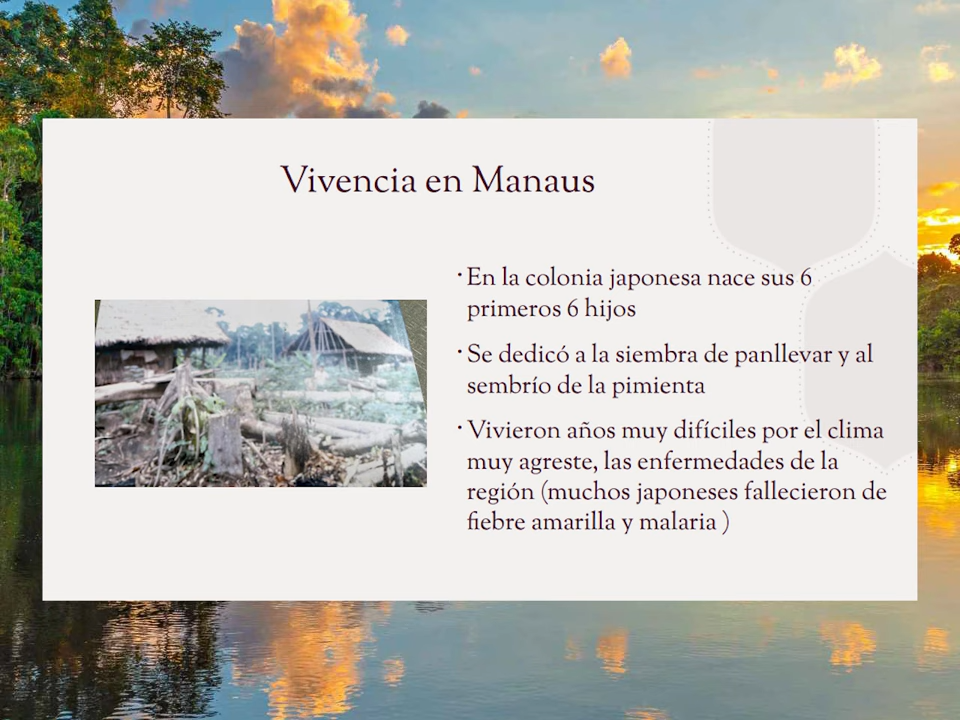 Vivencia en Manaus
· En la colonia japonesa nace sus 6
primeros 6 hijos
· Se dedicó a la siembra de panllevar y al
sembrío de la pimienta
· Vivieron años muy difíciles por el clima
muy agreste, las enfermedades de la
región (muchos japoneses fallecieron de
fiebre amarilla y malaria )